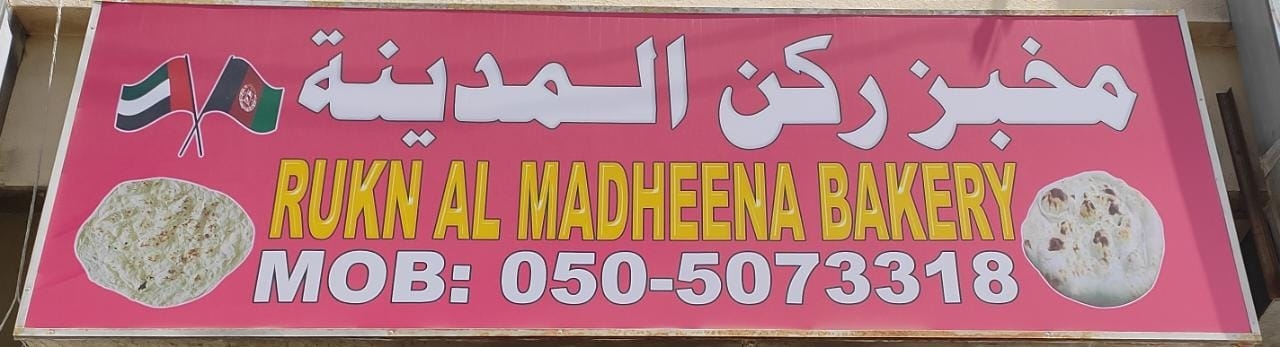 مخبز ركن المدينة
RUKN AL MADHEENA BAKERY
MOB: 050-5073318